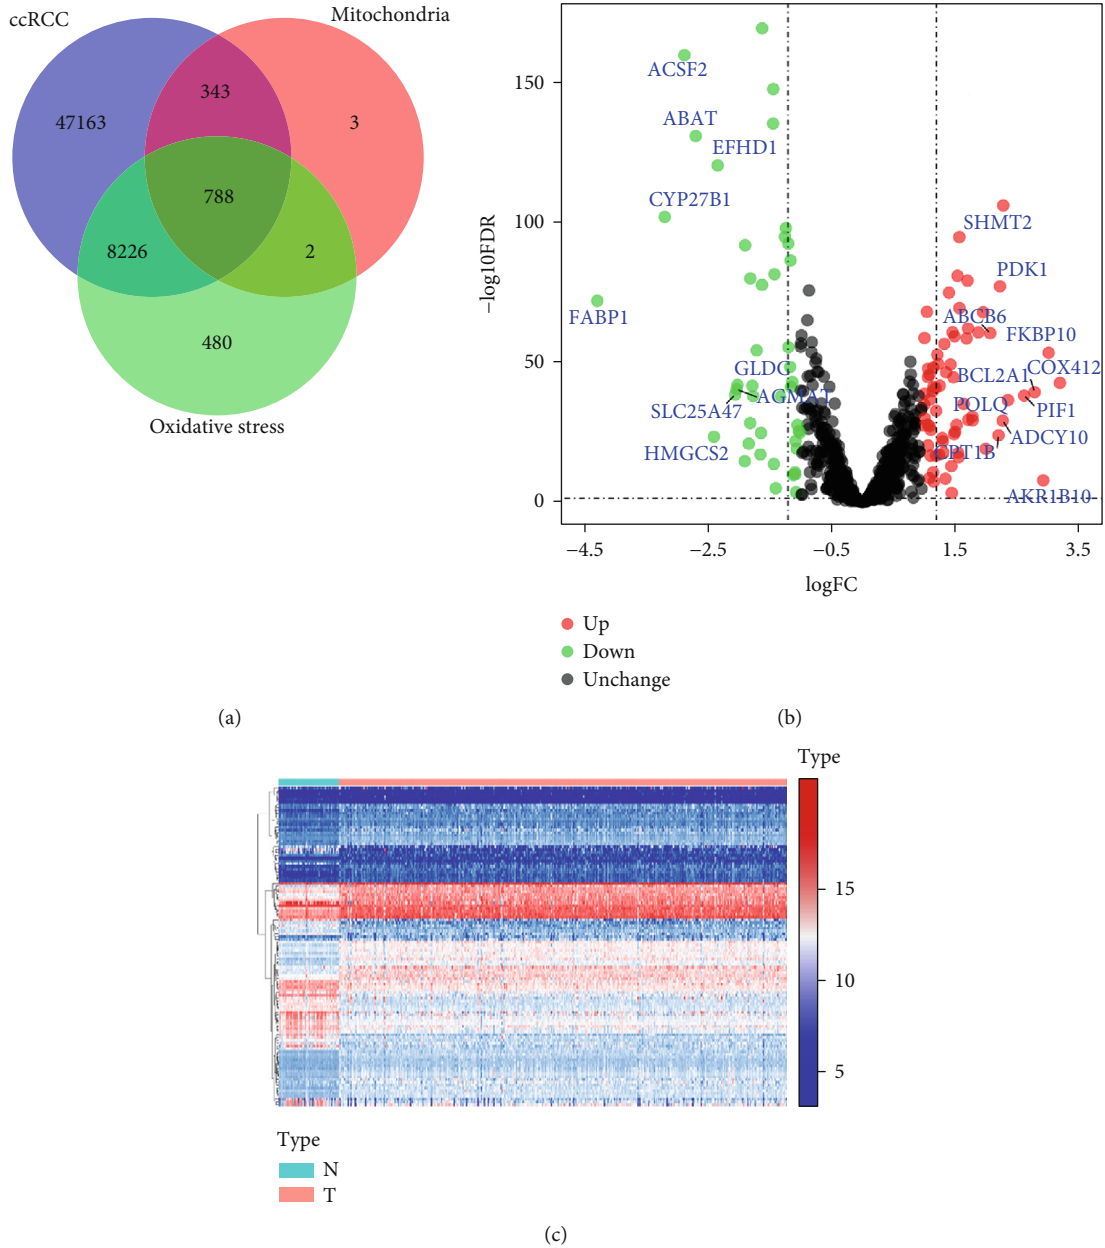 ccRCC
Mitochondria
343
47163
3
788
8226
2
480
Oxidative stress
(a)
−log10FDR
150
100
50
0
ACSF2
ABAT
EFHD1
CYP27B1
FABP1
SHMT2
PDK1
ABCB6
FKBP10
GLDC
BCL2A1
COX412
SLC25A47
AGMAT
POLQ
PIF1
ADCY10
HMGCS2
CPT1B
AKR1B10
−4.5
−2.5
−0.5
1.5
3.5
logFC
Up
Down
Unchange
(b)
Type
15
10
5
Type
N
T
(c)